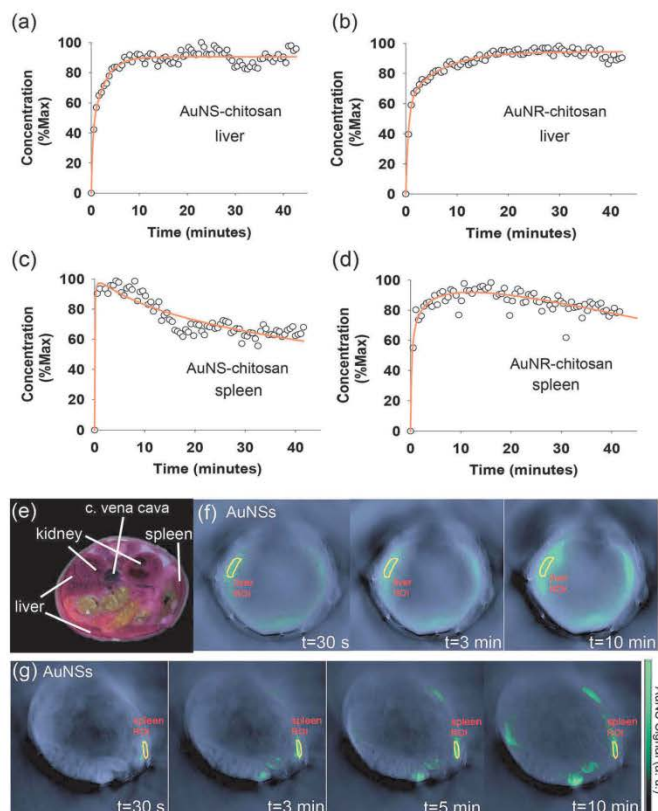 (a)
Concentration
(%Max)
100
80
60
40
20
0
AuNS-chitosan
liver
0 10 20 30 40
Time (minutes)
(b)
Concentration
(%Max)
100
80
60
40
20
0
AuNR-chitosan
liver
0 10 20 30 40
Time (minutes)
(c)
Concentration
(%Max)
100
80
60
40
20
0
AuNS-chitosan
spleen
0 10 20 30 40
Time (minutes)
(d)
Concentration
(%Max)
100
80
60
40
20
0
AuNR-chitosan
spleen
0 10 20 30 40
Time (minutes)
(e)
c. vena cava
kidney
spleen
liver
(f) AuNSs
liver
ROI
t=30 s
liver
ROI
t=3 min
liver
ROI
t=10 min
(g) AuNSs
spleen
ROI
t=30 s
spleen
ROI
t=3 min
spleen
ROI
t=5 min
spleen
ROI
t=10 min